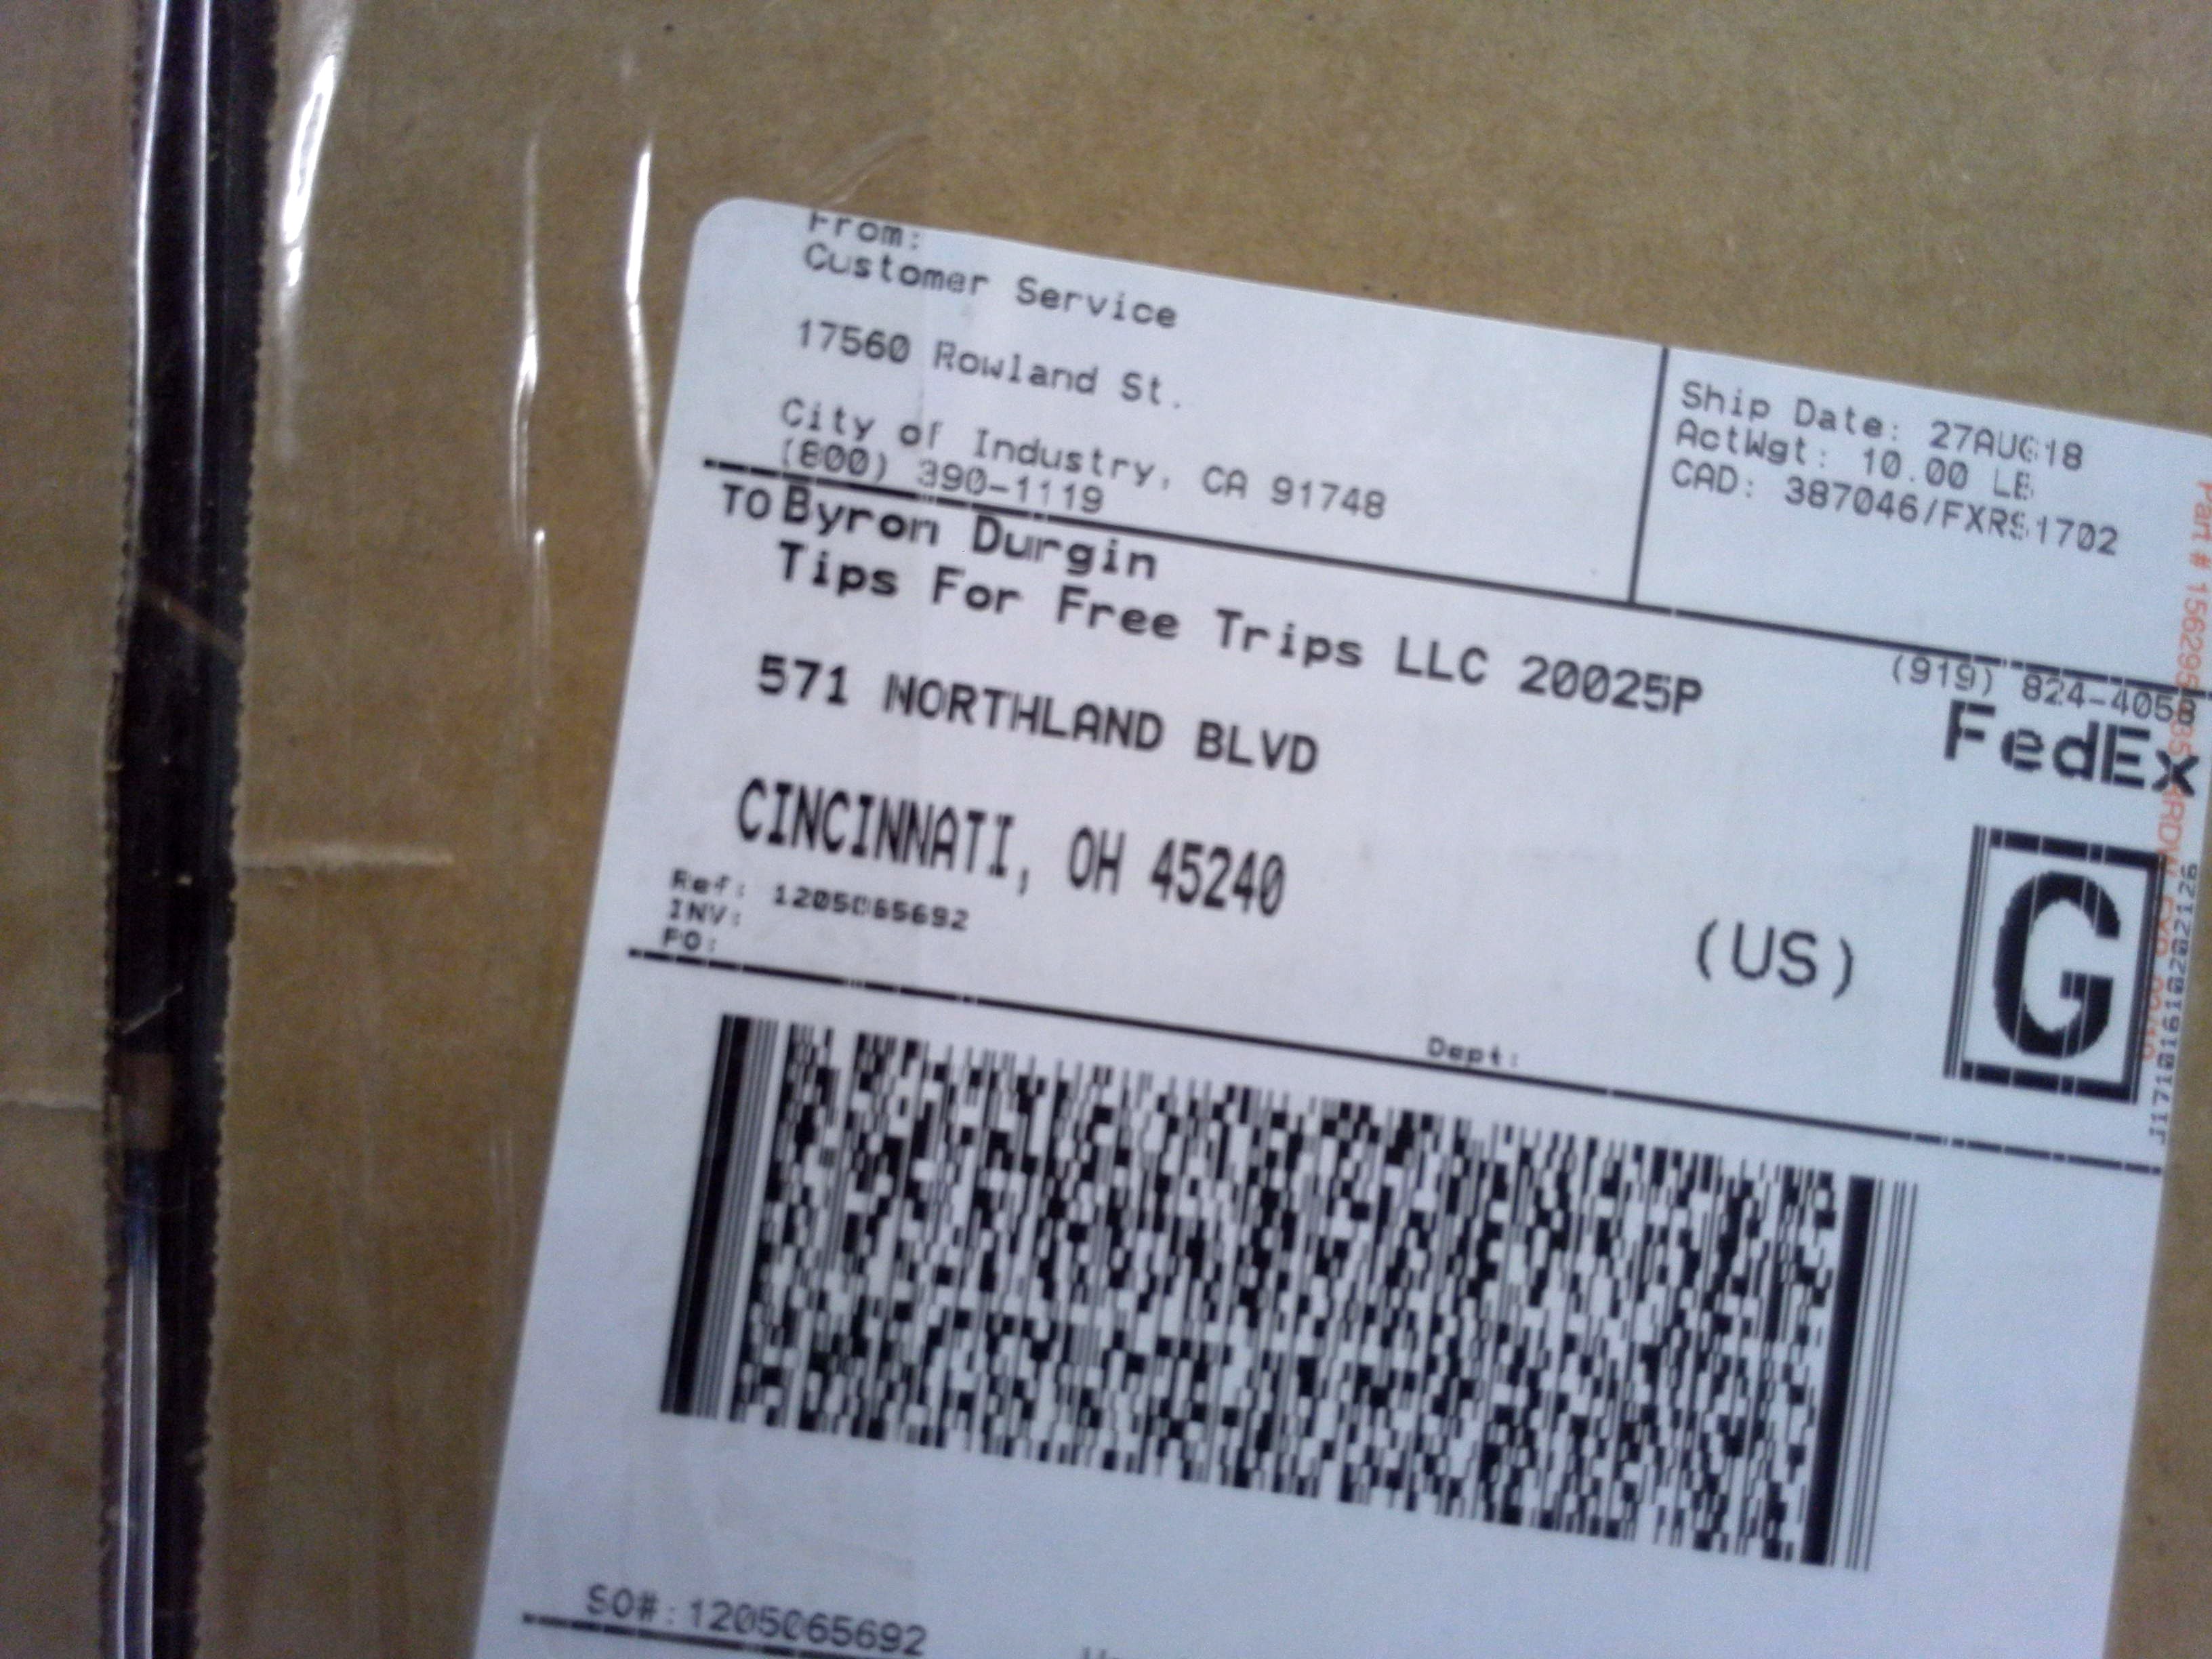 From:
Customer Service
17560 Rowland St.
City of Industry, CA 91748
(800) 390-1119
Ship Date: 27AUG18
ActWgt: 10.00 LB
CAD: 387046/FXRS1702
TO Byron Durgin
Tips For Free Trips LLC 20025P
(919) 824-4058
571 NORTHLAND BLVD
FedEx
CINCINNATI, OH 45240
Ref: 1205065692
INV:
PO:
(US)
G
Dept:
SO#:1205065692
Part #